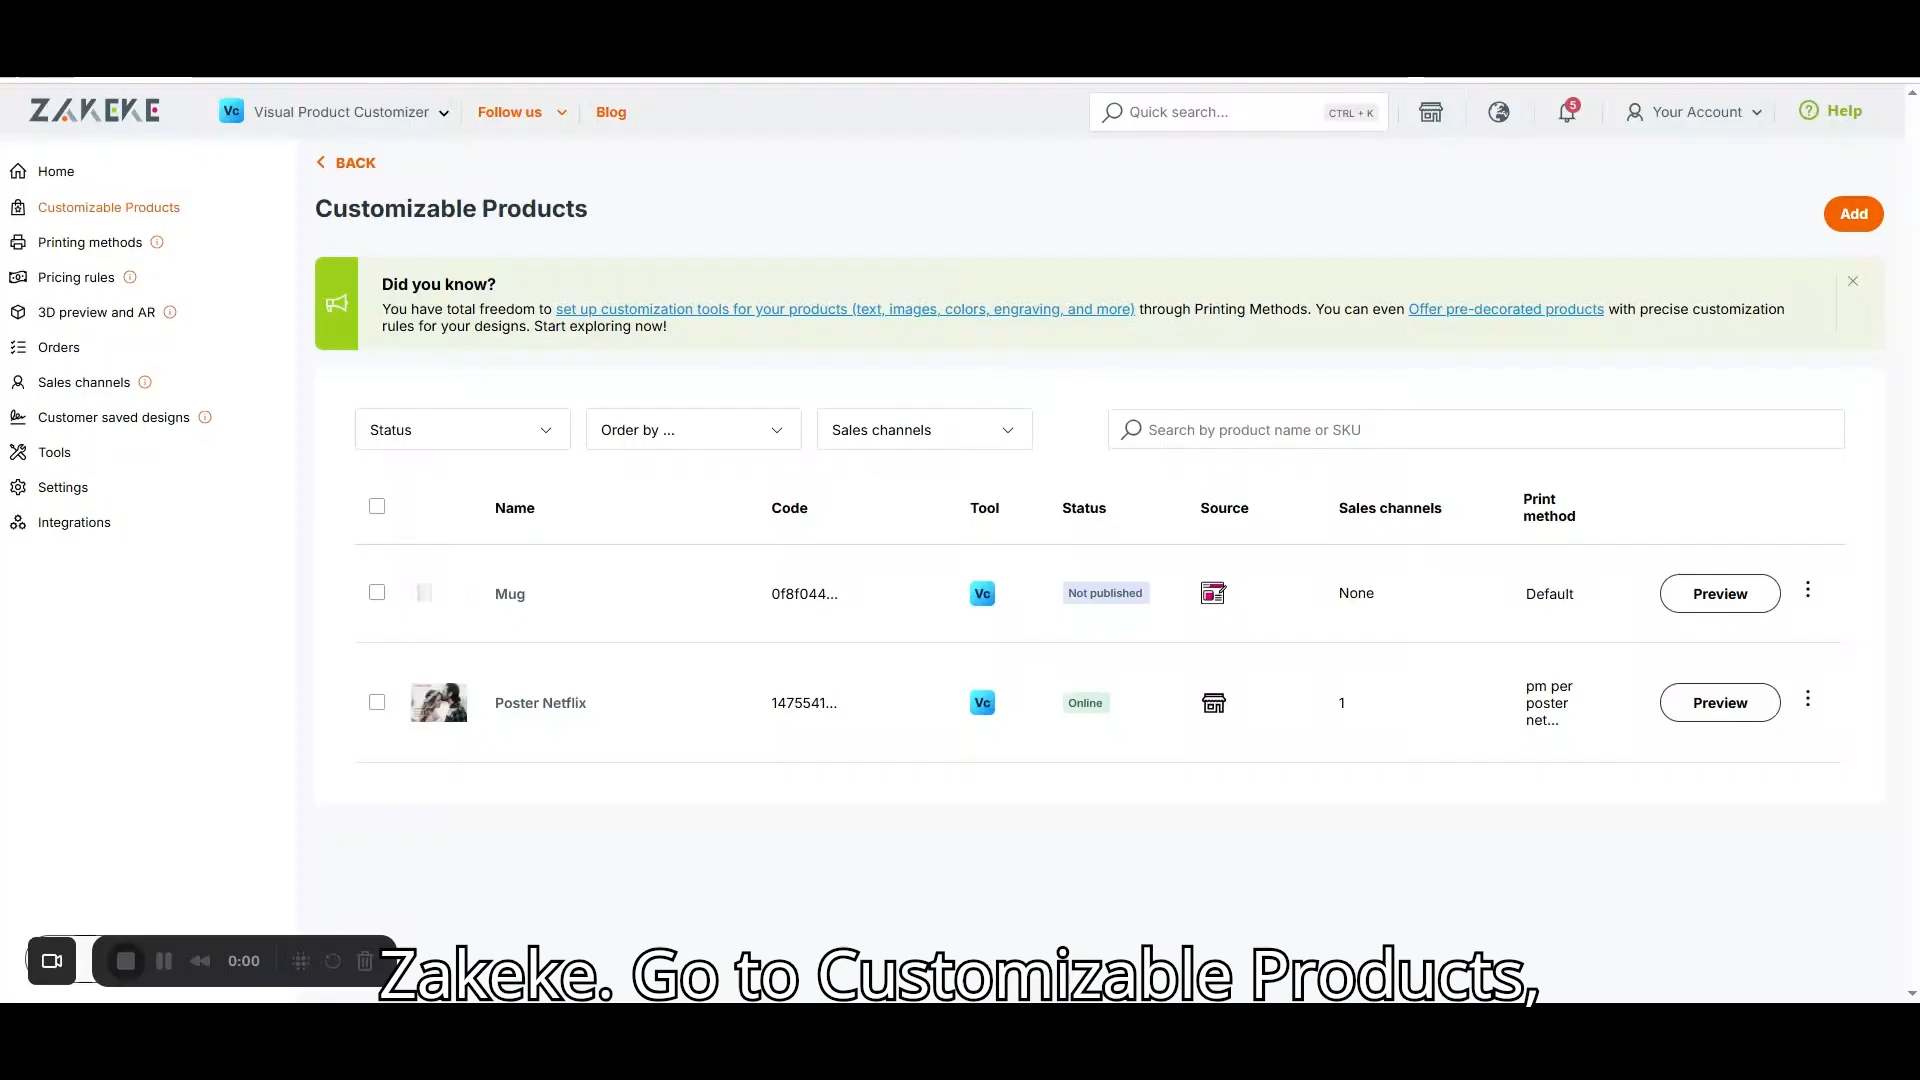 ZAKEKE
Vc Visual Product Customizer
Follow us
Blog
Quick search... CTRL + K
5
Your Account
Help
Home
Customizable Products
Printing methods
Pricing rules
3D preview and AR
Orders
Sales channels
Customer saved designs
Tools
Settings
Integrations
BACK
Customizable Products
Add
Did you know?
You have total freedom to set up customization tools for your products (text, images, colors, engraving, and more) through Printing Methods. You can even Offer pre-decorated products with precise customization
rules for your designs. Start exploring now!
Status
Order by ...
Sales channels
Search by product name or SKU
Name Code Tool Status Source Sales channels Print
method
Mug 0f8f044... Vc Not published None Default Preview
Poster Netflix 1475541... Vc Online 1 pm per
poster
net...
Preview
0:00
Zakeke. Go to Customizable Products,